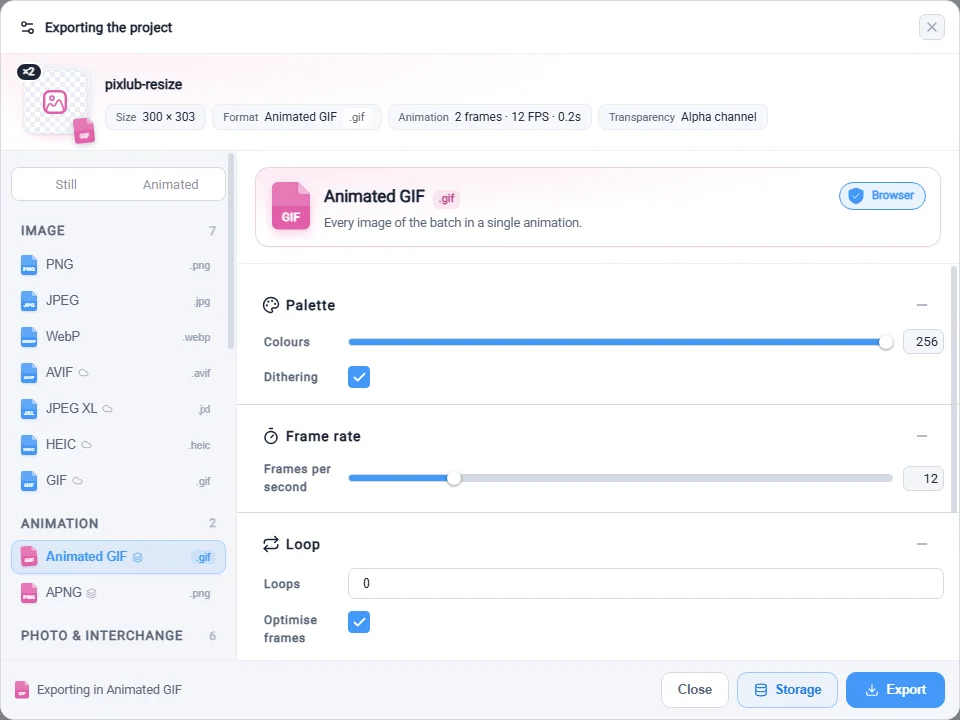 Exporting the project
x2
pixlub-resize
GIF
Size 300 × 303 Format Animated GIF .gif Animation 2 frames · 12 FPS · 0.2s Transparency Alpha channel
Still Animated
IMAGE 7
PNG .png
JPEG .jpg
WebP .webp
AVIF .avif
JPEG XL .jxl
HEIC .heic
GIF .gif
ANIMATION 2
Animated GIF .gif
APNG .png
PHOTO & INTERCHANGE 6
GIF
Animated GIF .gif
Every image of the batch in a single animation.
Browser
Palette
Colours 256
Dithering
Frame rate
Frames per
second
12
Loop
Loops 0
Optimise
frames
Exporting in Animated GIF
Close Storage Export